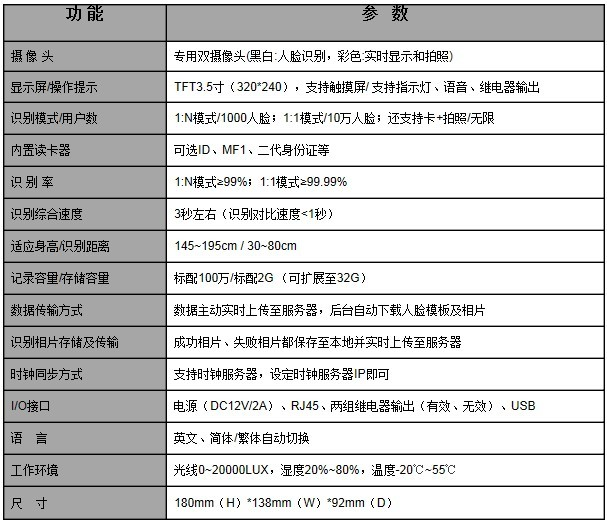 功能 参数
摄像头 专用双摄像头(黑白:人脸识别，彩色:实时显示和拍照)
显示屏/操作提示 TFT3.5寸（320*240），支持触摸屏/ 支持指示灯、语音、继电器输出
识别模式/用户数 1:N模式/1000人脸；1:1模式/10万人脸；还支持卡+拍照/无限
内置读卡器 可选ID、MF1、二代身份证等
识别率 1:N模式≥99%；1:1模式≥99.99%
识别综合速度 3秒左右（识别对比速度<1秒）
适应身高/识别距离 145~195cm / 30~80cm
记录容量/存储容量 标配100万/标配2G （可扩展至32G）
数据传输方式 数据主动实时上传至服务器，后台自动下载人脸模板及相片
识别相片存储及传输 成功相片、失败相片都保存至本地并实时上传至服务器
时钟同步方式 支持时钟服务器，设定时钟服务器IP即可
I/O接口 电源（DC12V/2A）、RJ45、两组继电器输出（有效、无效）、USB
语言 英文、简体/繁体自动切换
工作环境 光线0~20000LUX，湿度20%~80%，温度-20℃~55℃
尺寸 180mm（H）*138mm（W）*92mm（D）